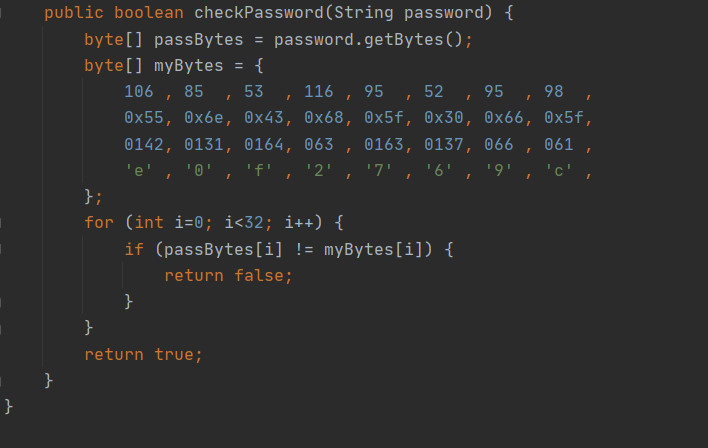 public boolean checkPassword(String password) {
byte[] passBytes = password.getBytes();
byte[] myBytes = {
106 , 85 , 53 , 116 , 95 , 52 , 95 , 98 ,
0x55, 0x6e, 0x43, 0x68, 0x5f, 0x30, 0x66, 0x5f,
0142, 0131, 0164, 063 , 0163, 0137, 066 , 061 ,
'e' , '0' , 'f' , '2' , '7' , '6' , '9' , 'c' ,
};
for (int i=0; i<32; i++) {
if (passBytes[i] != myBytes[i]) {
return false;
}
}
return true;
}
}